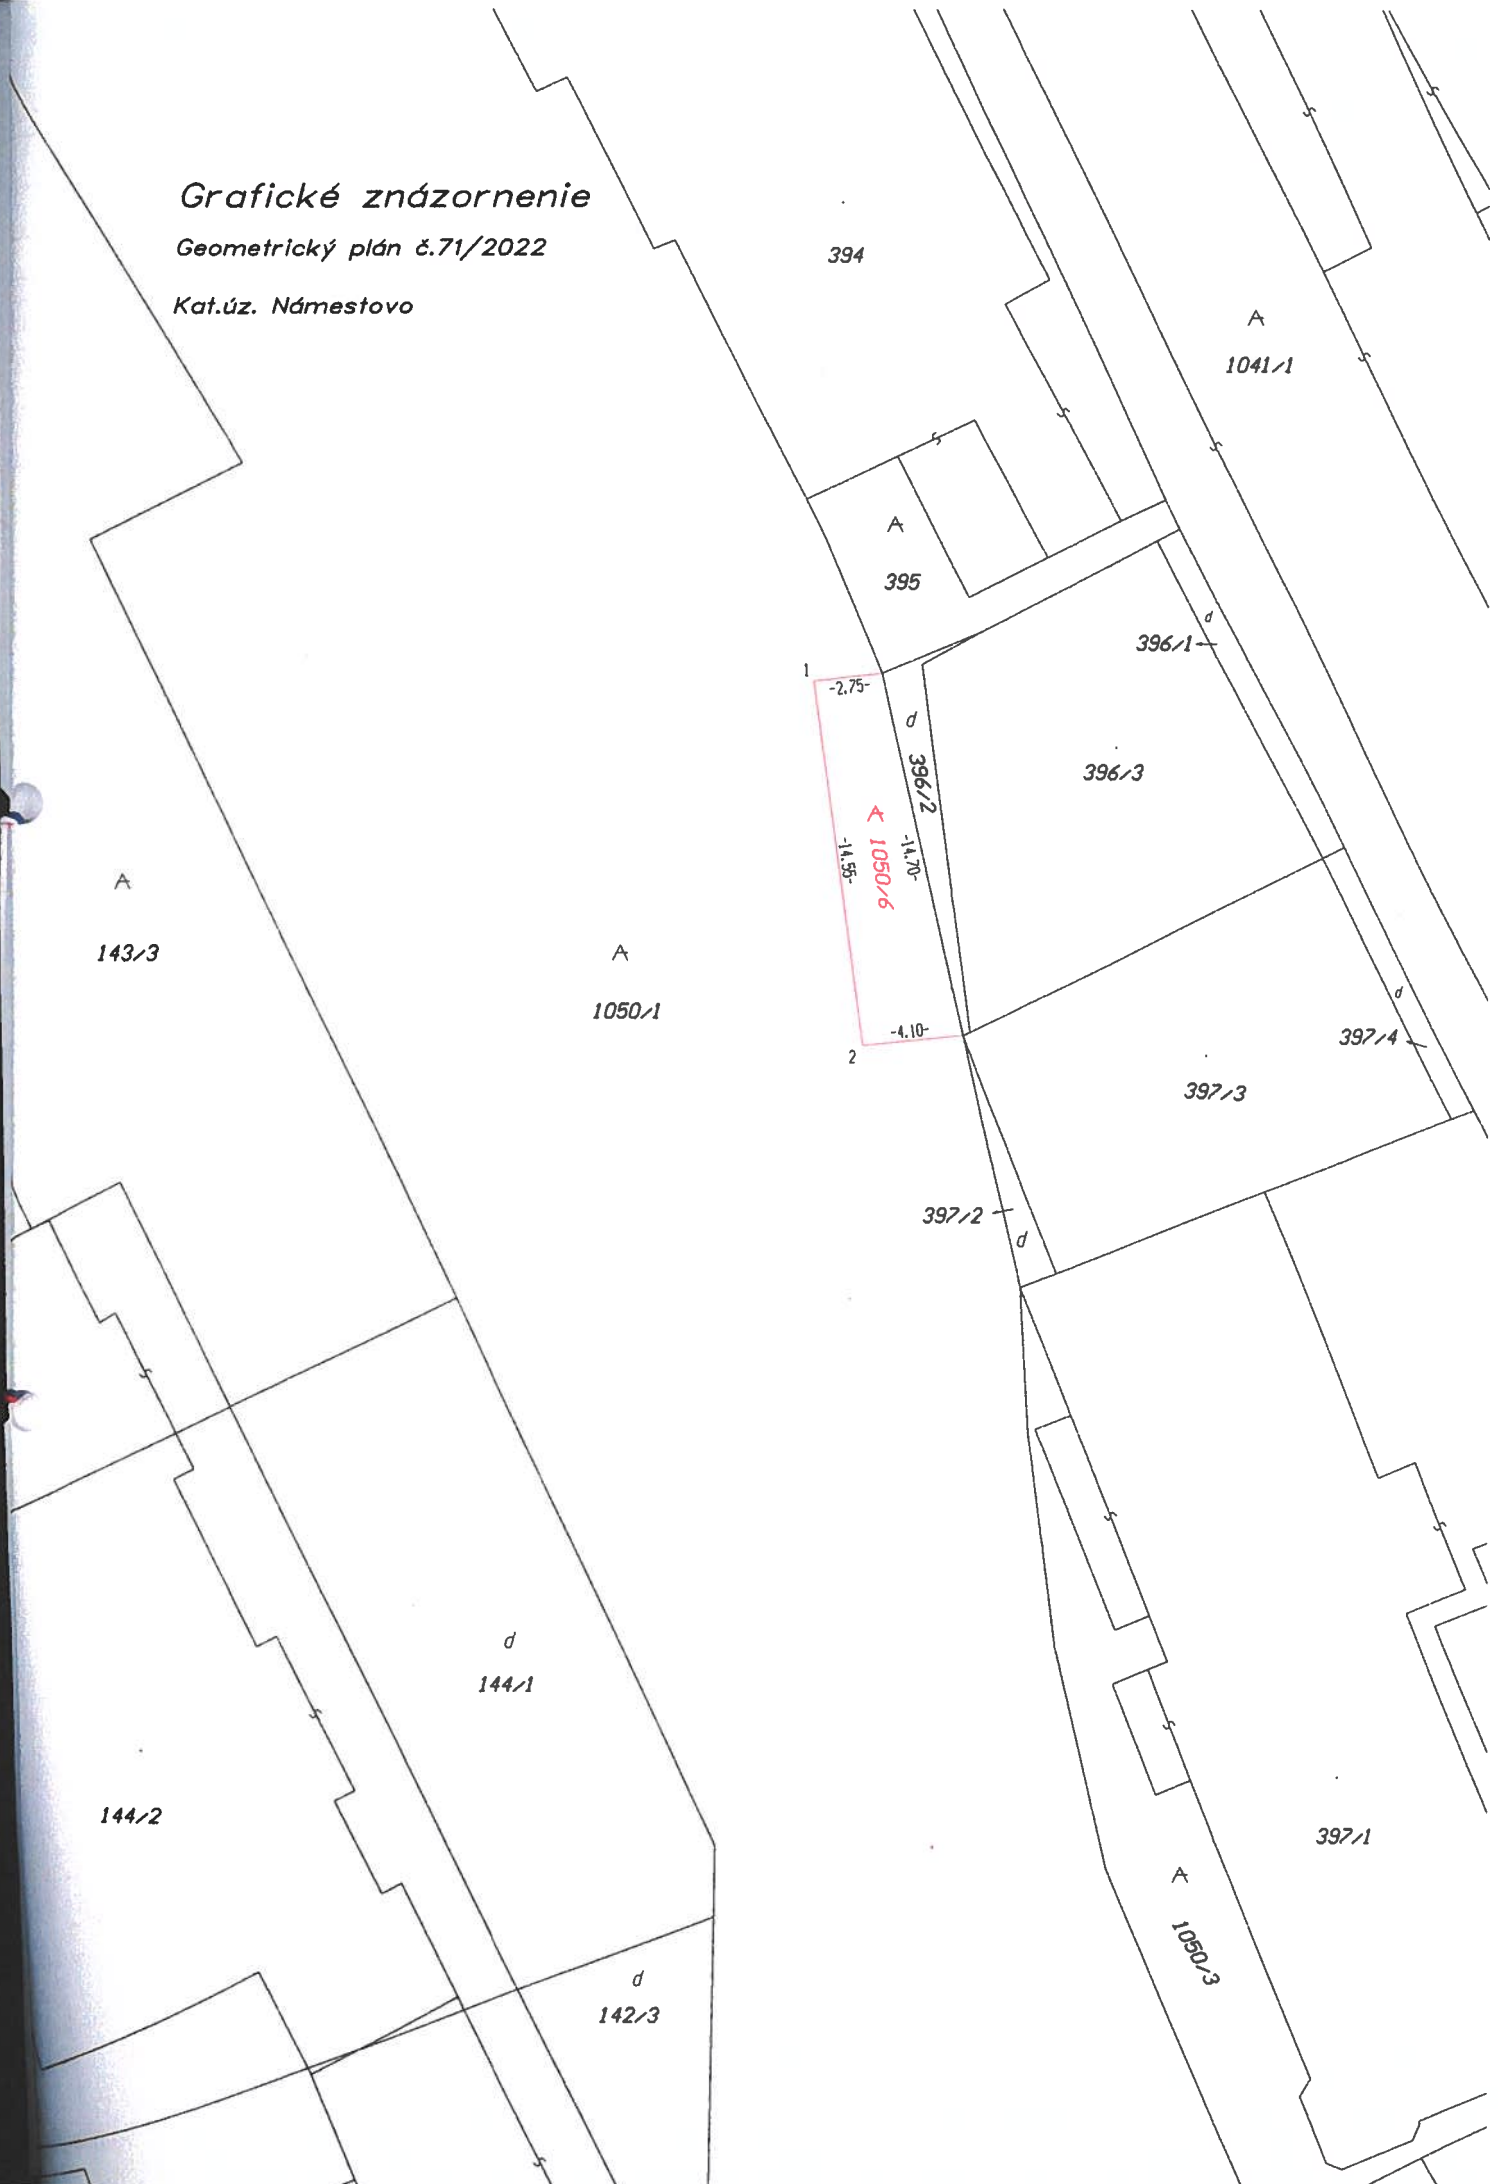 Grafické znázornenie
Geometrický plán č.71/2022
Kat.úz. Námestovo
394
A
1041/1
A
395
d
396/1
1
-2.75-
d
396/2
396/3
A 1050/6
-14.55-
-14.70-
A
143/3
A
1050/1
-4.10-
2
d
397/4
397/3
397/2
d
d
144/1
144/2
397/1
A
1050/3
d
142/3
s
s
s
s
s
s
s
s
s
s
s
s
s